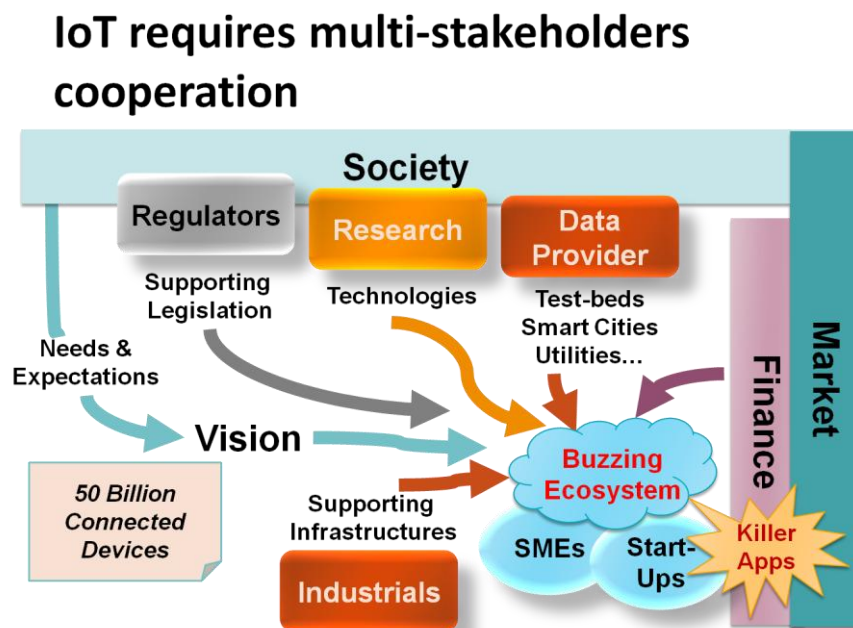 IoT requires multi-stakeholders
cooperation
Society
Regulators
Research
Data
Provider
Supporting
Legislation
Technologies
Test-beds
Smart Cities
Utilities...
Needs &
Expectations
Vision
50 Billion
Connected
Devices
Supporting
Infrastructures
Industrials
Buzzing
Ecosystem
SMEs
Start-
Ups
Finance
Market
Killer
Apps